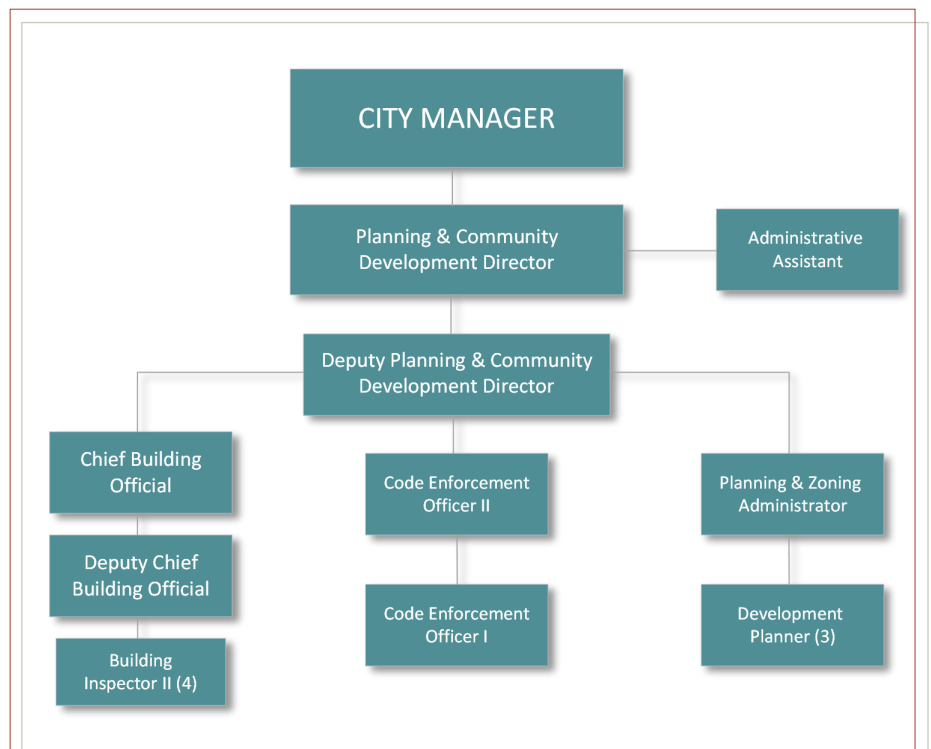 CITY MANAGER
Planning & Community
Development Director
Administrative
Assistant
Deputy Planning & Community
Development Director
Chief Building
Official
Deputy Chief
Building Official
Building
Inspector II (4)
Code Enforcement
Officer II
Code Enforcement
Officer I
Planning & Zoning
Administrator
Development
Planner (3)